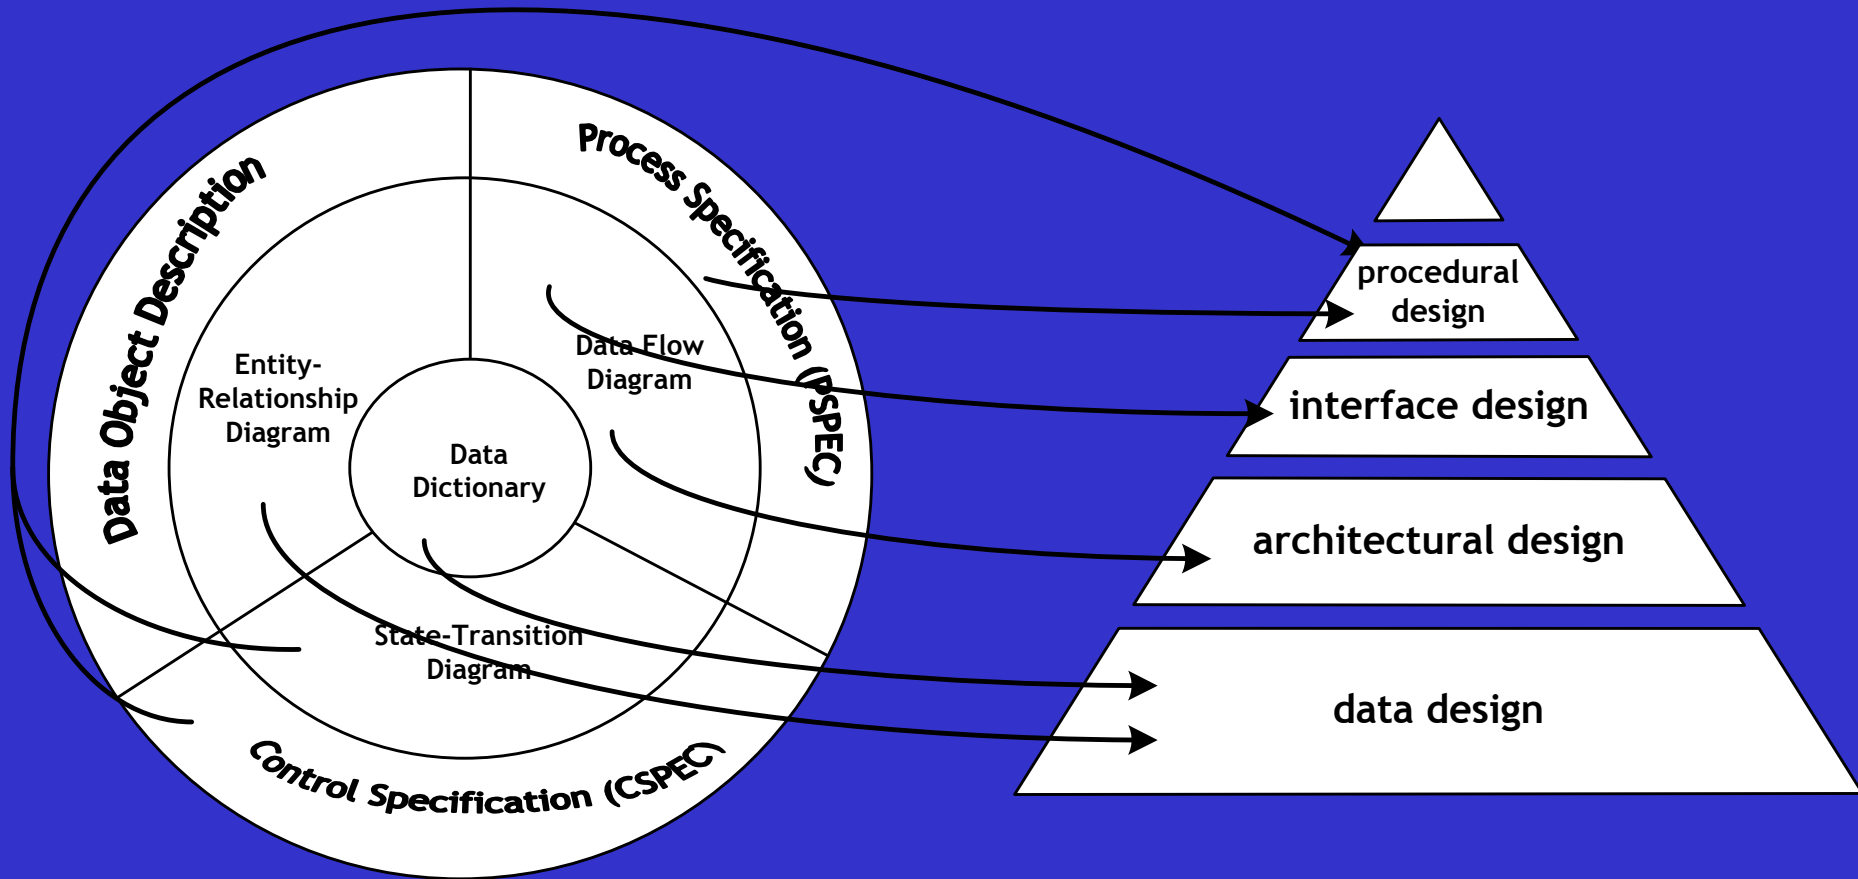 Data Object Description
Process Specification (PSPEC)
Entity-
Relationship
Diagram
Data Flow
Diagram
Data
Dictionary
State-Transition
Diagram
Control Specification (CSPEC)
procedural
design
interface design
architectural design
data design